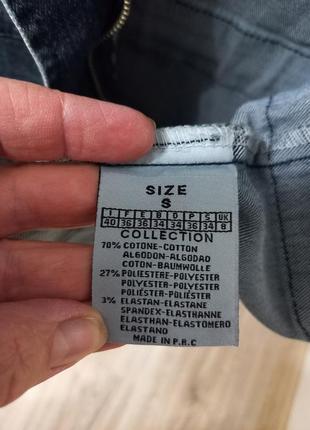 SIZE
S
I F E B D P S UK
40 36 36 34 34 36 34 8
COLLECTION
70% COTONE-COTTON
ALGODON-ALGODAO
COTON-BAUMWOLLE
27% POLIESTERE-POLYESTER
POLYESTER-POLYESTER
POLIÉSTER-POLIÉSTER
3% ELASTAN-ELASTANE
SPANDEX-ELASTHANNE
ELASTHAN-ELASTOMERO
ELASTANO
MADE IN P.R.C